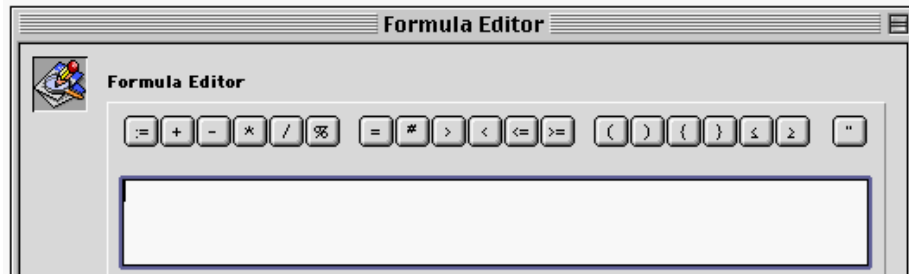 Formula Editor
Formula Editor
:= + - * / % = # > < <= >= ( ) { } ≤ ≥ "